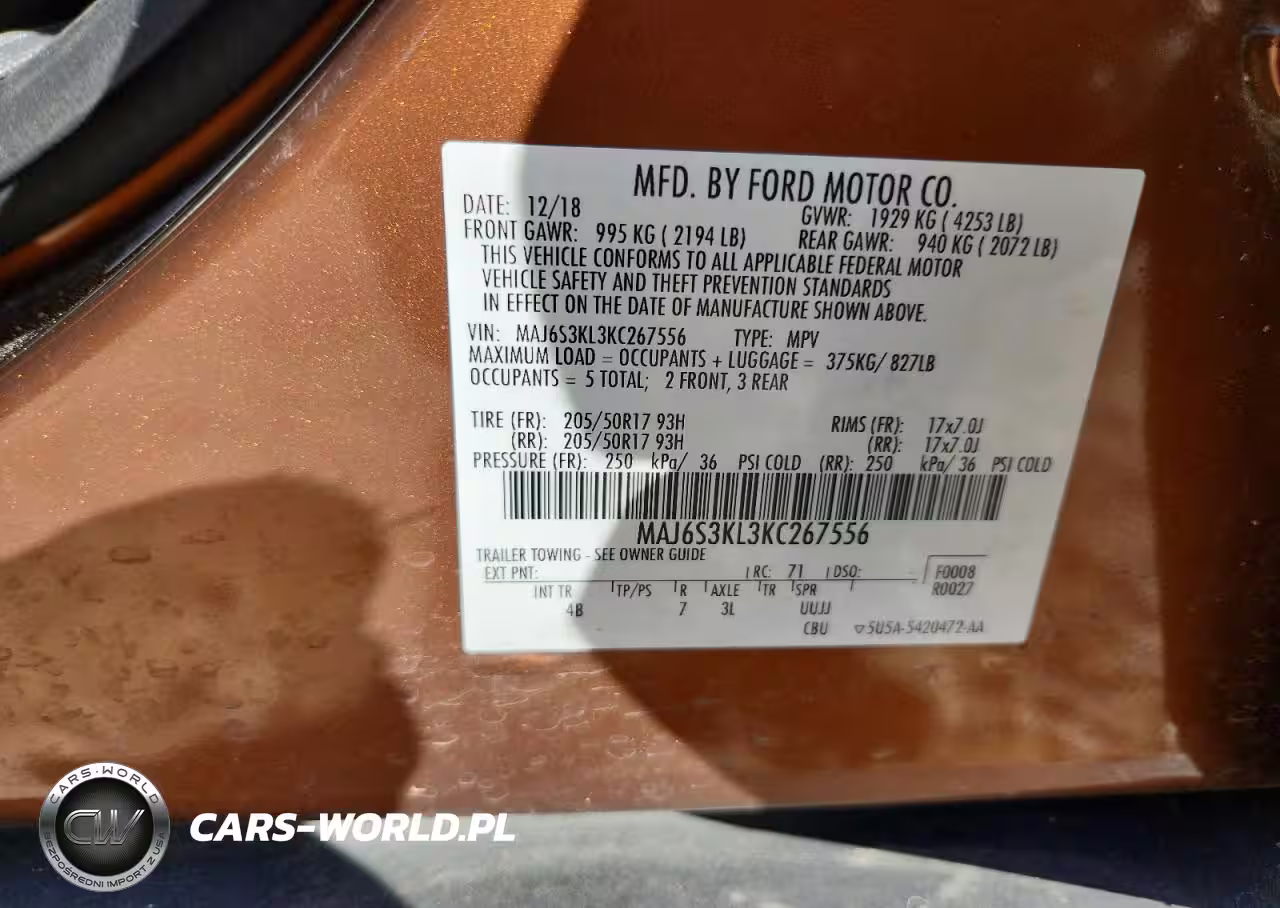 MFD. BY FORD MOTOR CO.
DATE: 12/18 GVWR: 1929 KG ( 4253 LB)
FRONT GAWR: 995 KG ( 2194 LB) REAR GAWR: 940 KG ( 2072 LB)
THIS VEHICLE CONFORMS TO ALL APPLICABLE FEDERAL MOTOR
VEHICLE SAFETY AND THEFT PREVENTION STANDARDS
IN EFFECT ON THE DATE OF MANUFACTURE SHOWN ABOVE.
VIN: MAJ6S3KL3KC267556 TYPE: MPV
MAXIMUM LOAD = OCCUPANTS + LUGGAGE = 375KG/ 827LB
OCCUPANTS = 5 TOTAL; 2 FRONT, 3 REAR
TIRE (FR): 205/50R17 93H RIMS (FR): 17x7.0J
(RR): 205/50R17 93H (RR): 17x7.0J
PRESSURE (FR): 250 kPa/ 36 PSI COLD (RR): 250 kPa/ 36 PSI COLD
MAJ6S3KL3KC267556
TRAILER TOWING - SEE OWNER GUIDE
EXT PNT: RC: 71 DSO: F0008
INT TR TP/PS R AXLE TR SPR R0027
4B 7 3L UUJJ
CBU 5U5A-5420472-AA
CARS-WORLD
CW
BEZPOŚREDNI IMPORT Z USA
CARS-WORLD.PL